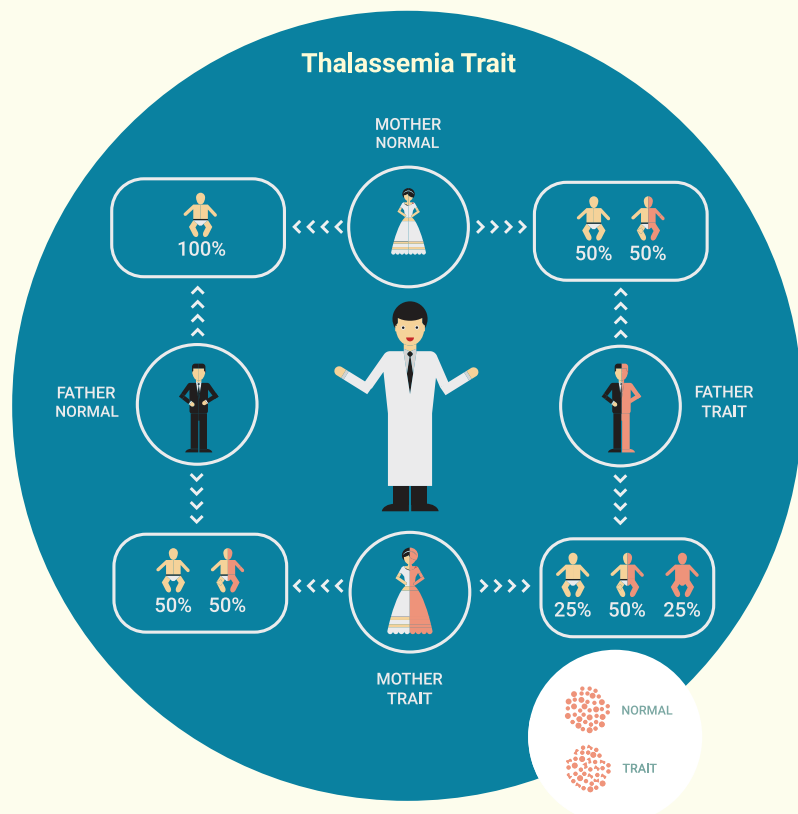 Thalassemia Trait
MOTHER
NORMAL
100%
50% 50%
FATHER
NORMAL
FATHER
TRAIT
50% 50%
25% 50% 25%
MOTHER
TRAIT
NORMAL
TRAIT